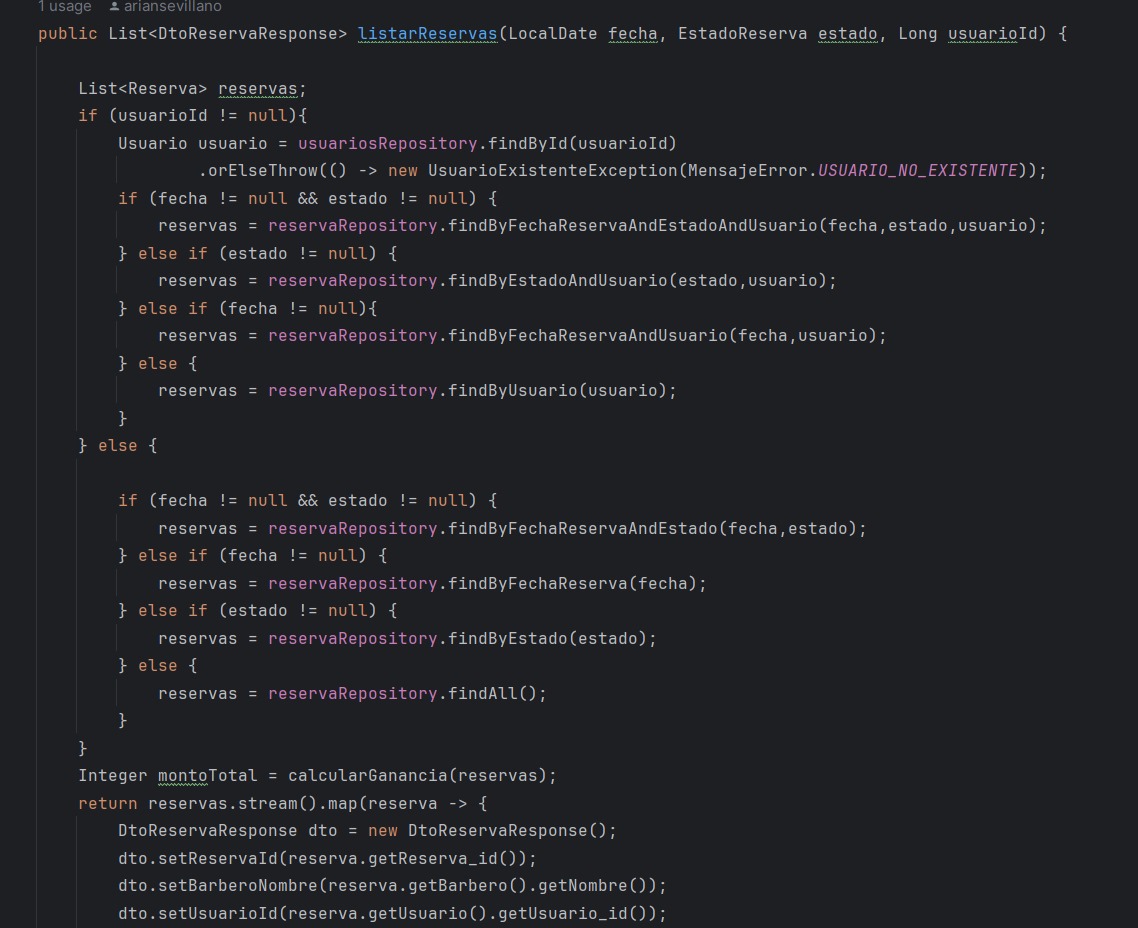 1 usage ariansevillano
public List<DtoReservaResponse> listarReservas(LocalDate fecha, EstadoReserva estado, Long usuarioId) {
List<Reserva> reservas;
if (usuarioId != null){
Usuario usuario = usuariosRepository.findById(usuarioId)
.orElseThrow(() -> new UsuarioExistenteException(MensajeError.USUARIO_NO_EXISTENTE));
if (fecha != null && estado != null) {
reservas = reservaRepository.findByFechaReservaAndEstadoAndUsuario(fecha,estado,usuario);
} else if (estado != null) {
reservas = reservaRepository.findByEstadoAndUsuario(estado,usuario);
} else if (fecha != null){
reservas = reservaRepository.findByFechaReservaAndUsuario(fecha,usuario);
} else {
reservas = reservaRepository.findByUsuario(usuario);
}
} else {
if (fecha != null && estado != null) {
reservas = reservaRepository.findByFechaReservaAndEstado(fecha,estado);
} else if (fecha != null) {
reservas = reservaRepository.findByFechaReserva(fecha);
} else if (estado != null) {
reservas = reservaRepository.findByEstado(estado);
} else {
reservas = reservaRepository.findAll();
}
}
Integer montoTotal = calcularGanancia(reservas);
return reservas.stream().map(reserva -> {
DtoReservaResponse dto = new DtoReservaResponse();
dto.setReservaId(reserva.getReserva_id());
dto.setBarberoNombre(reserva.getBarbero().getNombre());
dto.setUsuarioId(reserva.getUsuario().getUsuario_id());